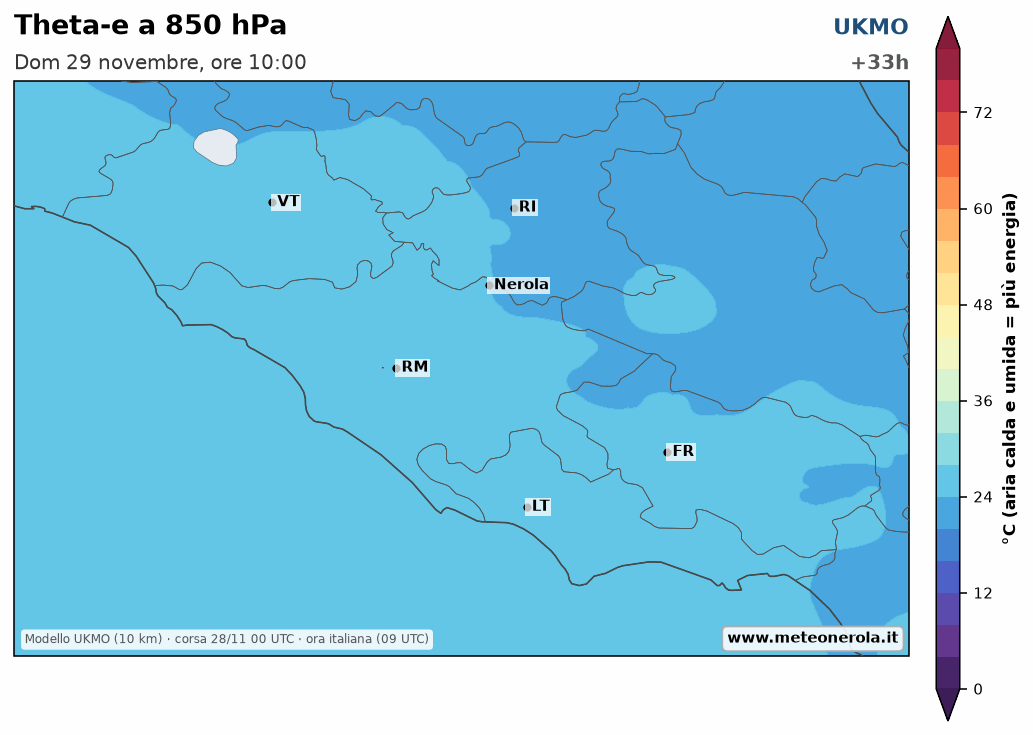 Theta-e a 850 hPa
UKMO
Dom 29 novembre, ore 10:00
+33h
VT
RI
Nerola
RM
FR
LT
72
60
48
36
24
12
0
°C (aria calda e umida = più energia)
Modello UKMO (10 km) · corsa 28/11 00 UTC · ora italiana (09 UTC)
www.meteonerola.it